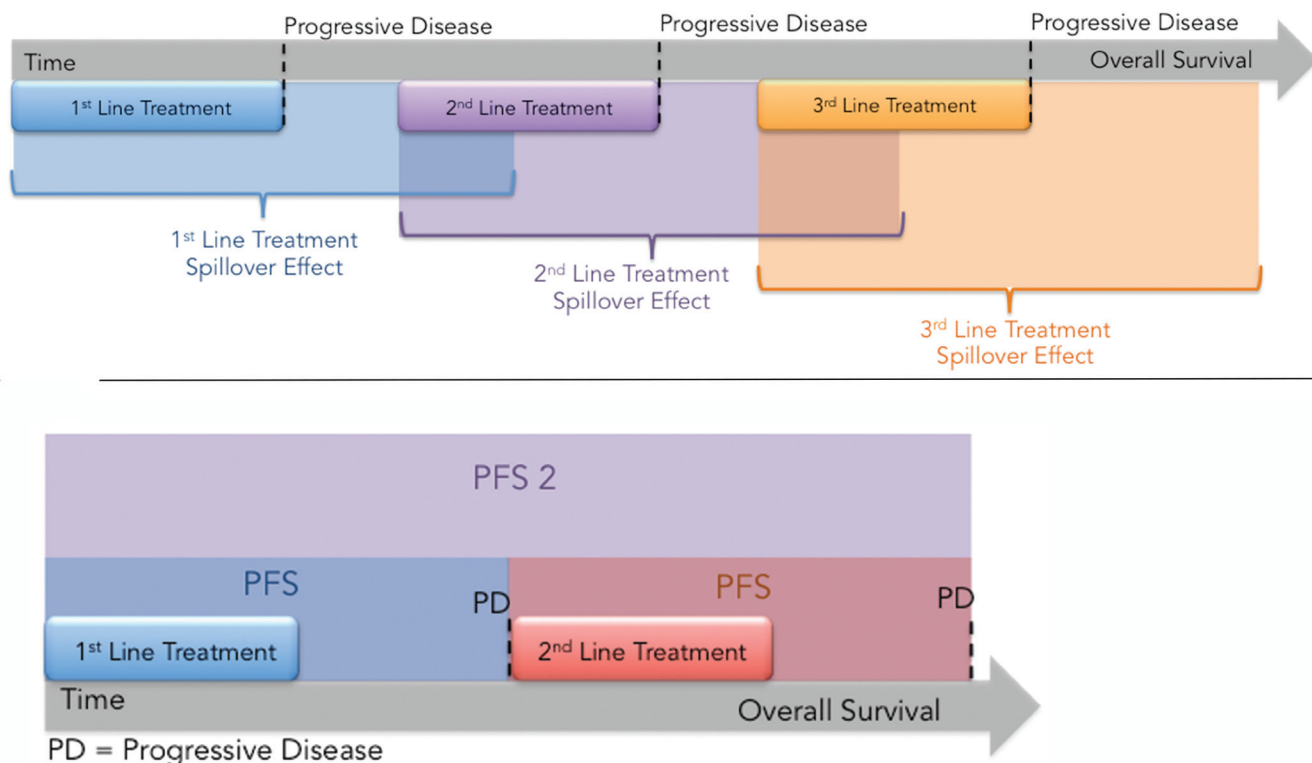 Progressive Disease
Progressive Disease
Progressive Disease
Time
Overall Survival
1st Line Treatment
2nd Line Treatment
3rd Line Treatment
1st Line Treatment
Spillover Effect
2nd Line Treatment
Spillover Effect
3rd Line Treatment
Spillover Effect
PFS 2
PFS
PD
PFS
PD
1st Line Treatment
2nd Line Treatment
Time
Overall Survival
PD = Progressive Disease